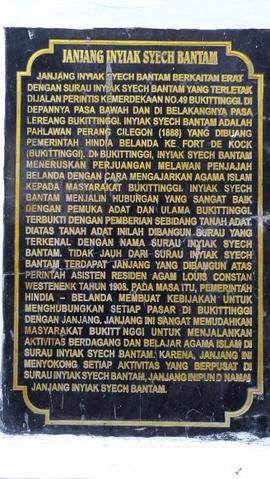 JANJANG INYIAK SYECH BANTAM
JANJANG INYIAK SYECH BANTAM BERKAITAN ERAT
DENGAN SURAU INYIAK SYECH BANTAM YANG TERLETAK
DIJALAN PERINTIS KEMERDEKAAN NO.49 BUKITTINGGI. DI
DEPANNYA PASA BAWAH DAN DI BELAKANGNYA PASA
LEREANG BUKITTINGGI. INYIAK SYECH BANTAM ADALAH
PAHLAWAN PERANG CILEGON (1888) YANG DIBUANG
PEMERINTAH HINDIA BELANDA KE FORT DE KOCK
(BUKITTINGGI). DI BUKITTINGGI, INYIAK SYECH BANTAM
MENERUSKAN PERJUANGAN MELAWAN PENJAJAH
BELANDA DENGAN CARA MENGAJARKAN AGAMA ISLAM
KEPADA MASYARAKAT BUKITTINGGI. INYIAK SYECH
BANTAM MENJALIN HUBUNGAN YANG SANGAT BAIK
DENGAN PEMUKA ADAT DAN ULAMA BUKITTINGGI.
TERBUKTI DENGAN PEMBERIAN SEBIDANG TANAH ADAT.
DIATAS TANAH ADAT INILAH DIBANGUN SURAU YANG
TERKENAL DENGAN NAMA SURAU INYIAK SYECH
BANTAM. TIDAK JAUH DARI SURAU INYIAK SYECH
BANTAM TERDAPAT JANJANG YANG DIBANGUN ATAS
PERINTAH ASISTEN RESIDEN AGAM LOUIS CONSTAN
WESTENENK TAHUN 1908. PADA MASA ITU, PEMERINTAH
HINDIA - BELANDA MEMBUAT KEBIJAKAN UNTUK
MENGHUBUNGKAN SETIAP PASAR DI BUKITTINGGI
DENGAN JANJANG. JANJANG INI SANGAT MEMUDAHKAN
MASYARAKAT BUKITTINGGI UNTUK MENJALANKAN
AKTIVITAS BERDAGANG DAN BELAJAR AGAMA ISLAM DI
SURAU INYIAK SYECH BANTAM. KARENA, JANJANG INI
MENYOKONG SETIAP AKTIVITAS YANG BERPUSAT DI
SURAU INYIAK SYECH BANTAM, JANJANG INIPUN D NAMAI
JANJANG INYIAK SYECH BANTAM.